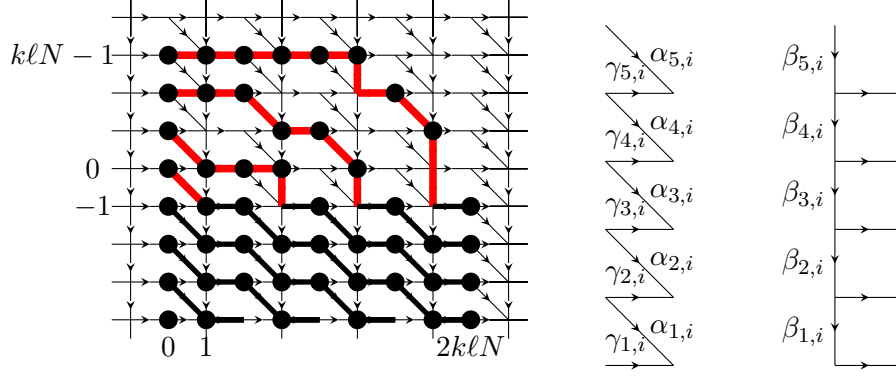 kℓN − 1
0
−1
0 1 2kℓN
γ5,i α5,i β5,i
γ4,i α4,i β4,i
γ3,i α3,i β3,i
γ2,i α2,i β2,i
γ1,i α1,i β1,i